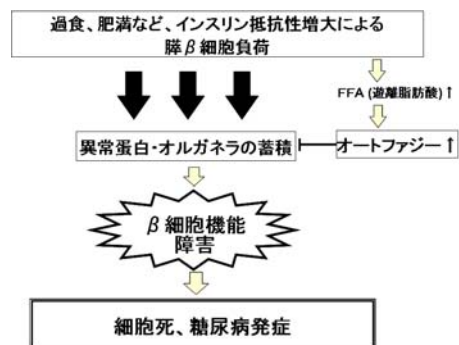 過食、肥満など、インスリン抵抗性増大による
膵β細胞負荷
FFA (遊離脂肪酸)↑
異常蛋白・オルガネラの蓄積
オートファジー↑
β細胞機能
障害
細胞死、糖尿病発症